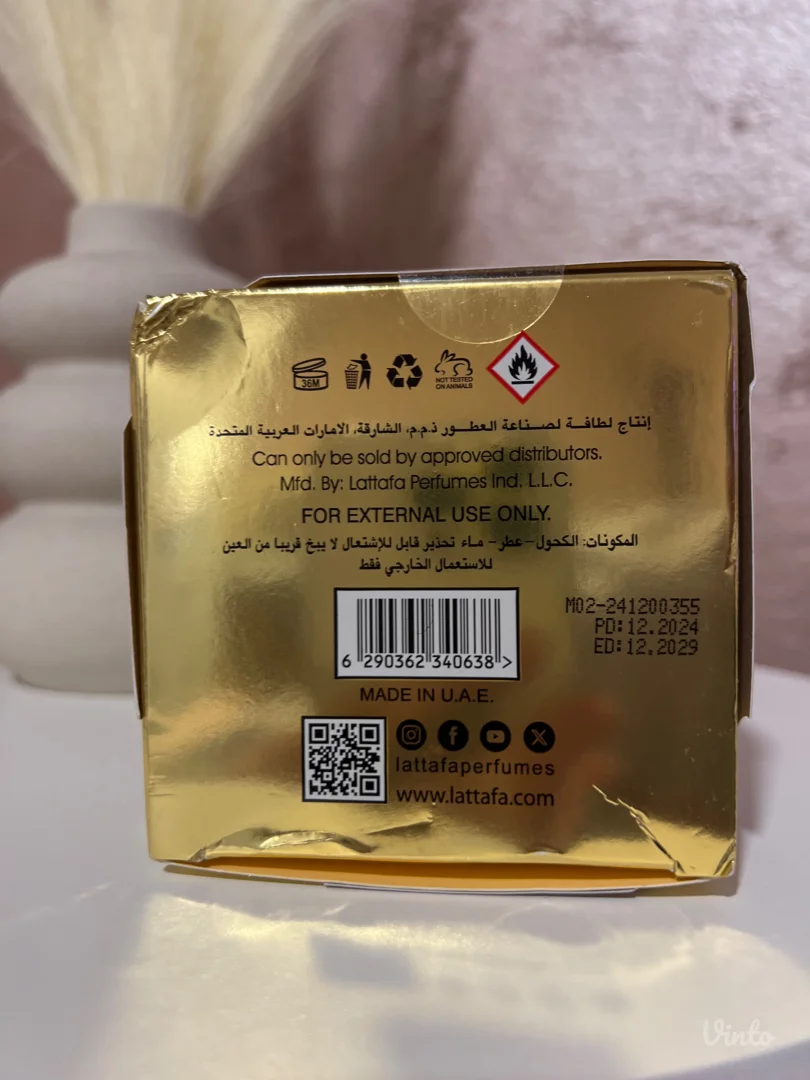 36M
NOT TESTED
ON ANIMALS
إنتاج لطافة لصناعة العطور ذ.م.م، الشارقة، الامارات العربية المتحدة
Can only be sold by approved distributors.
Mfd. By: Lattafa Perfumes Ind. L.L.C.
FOR EXTERNAL USE ONLY.
المكونات: الكحول – عطر – ماء تحذير قابل للإشتعال لا يبخ قريبا من العين
للاستعمال الخارجي فقط
M02-241200355
PD:12.2024
ED:12.2029
6 290362 340638 >
MADE IN U.A.E.
lattafaperfumes
www.lattafa.com
Vinto